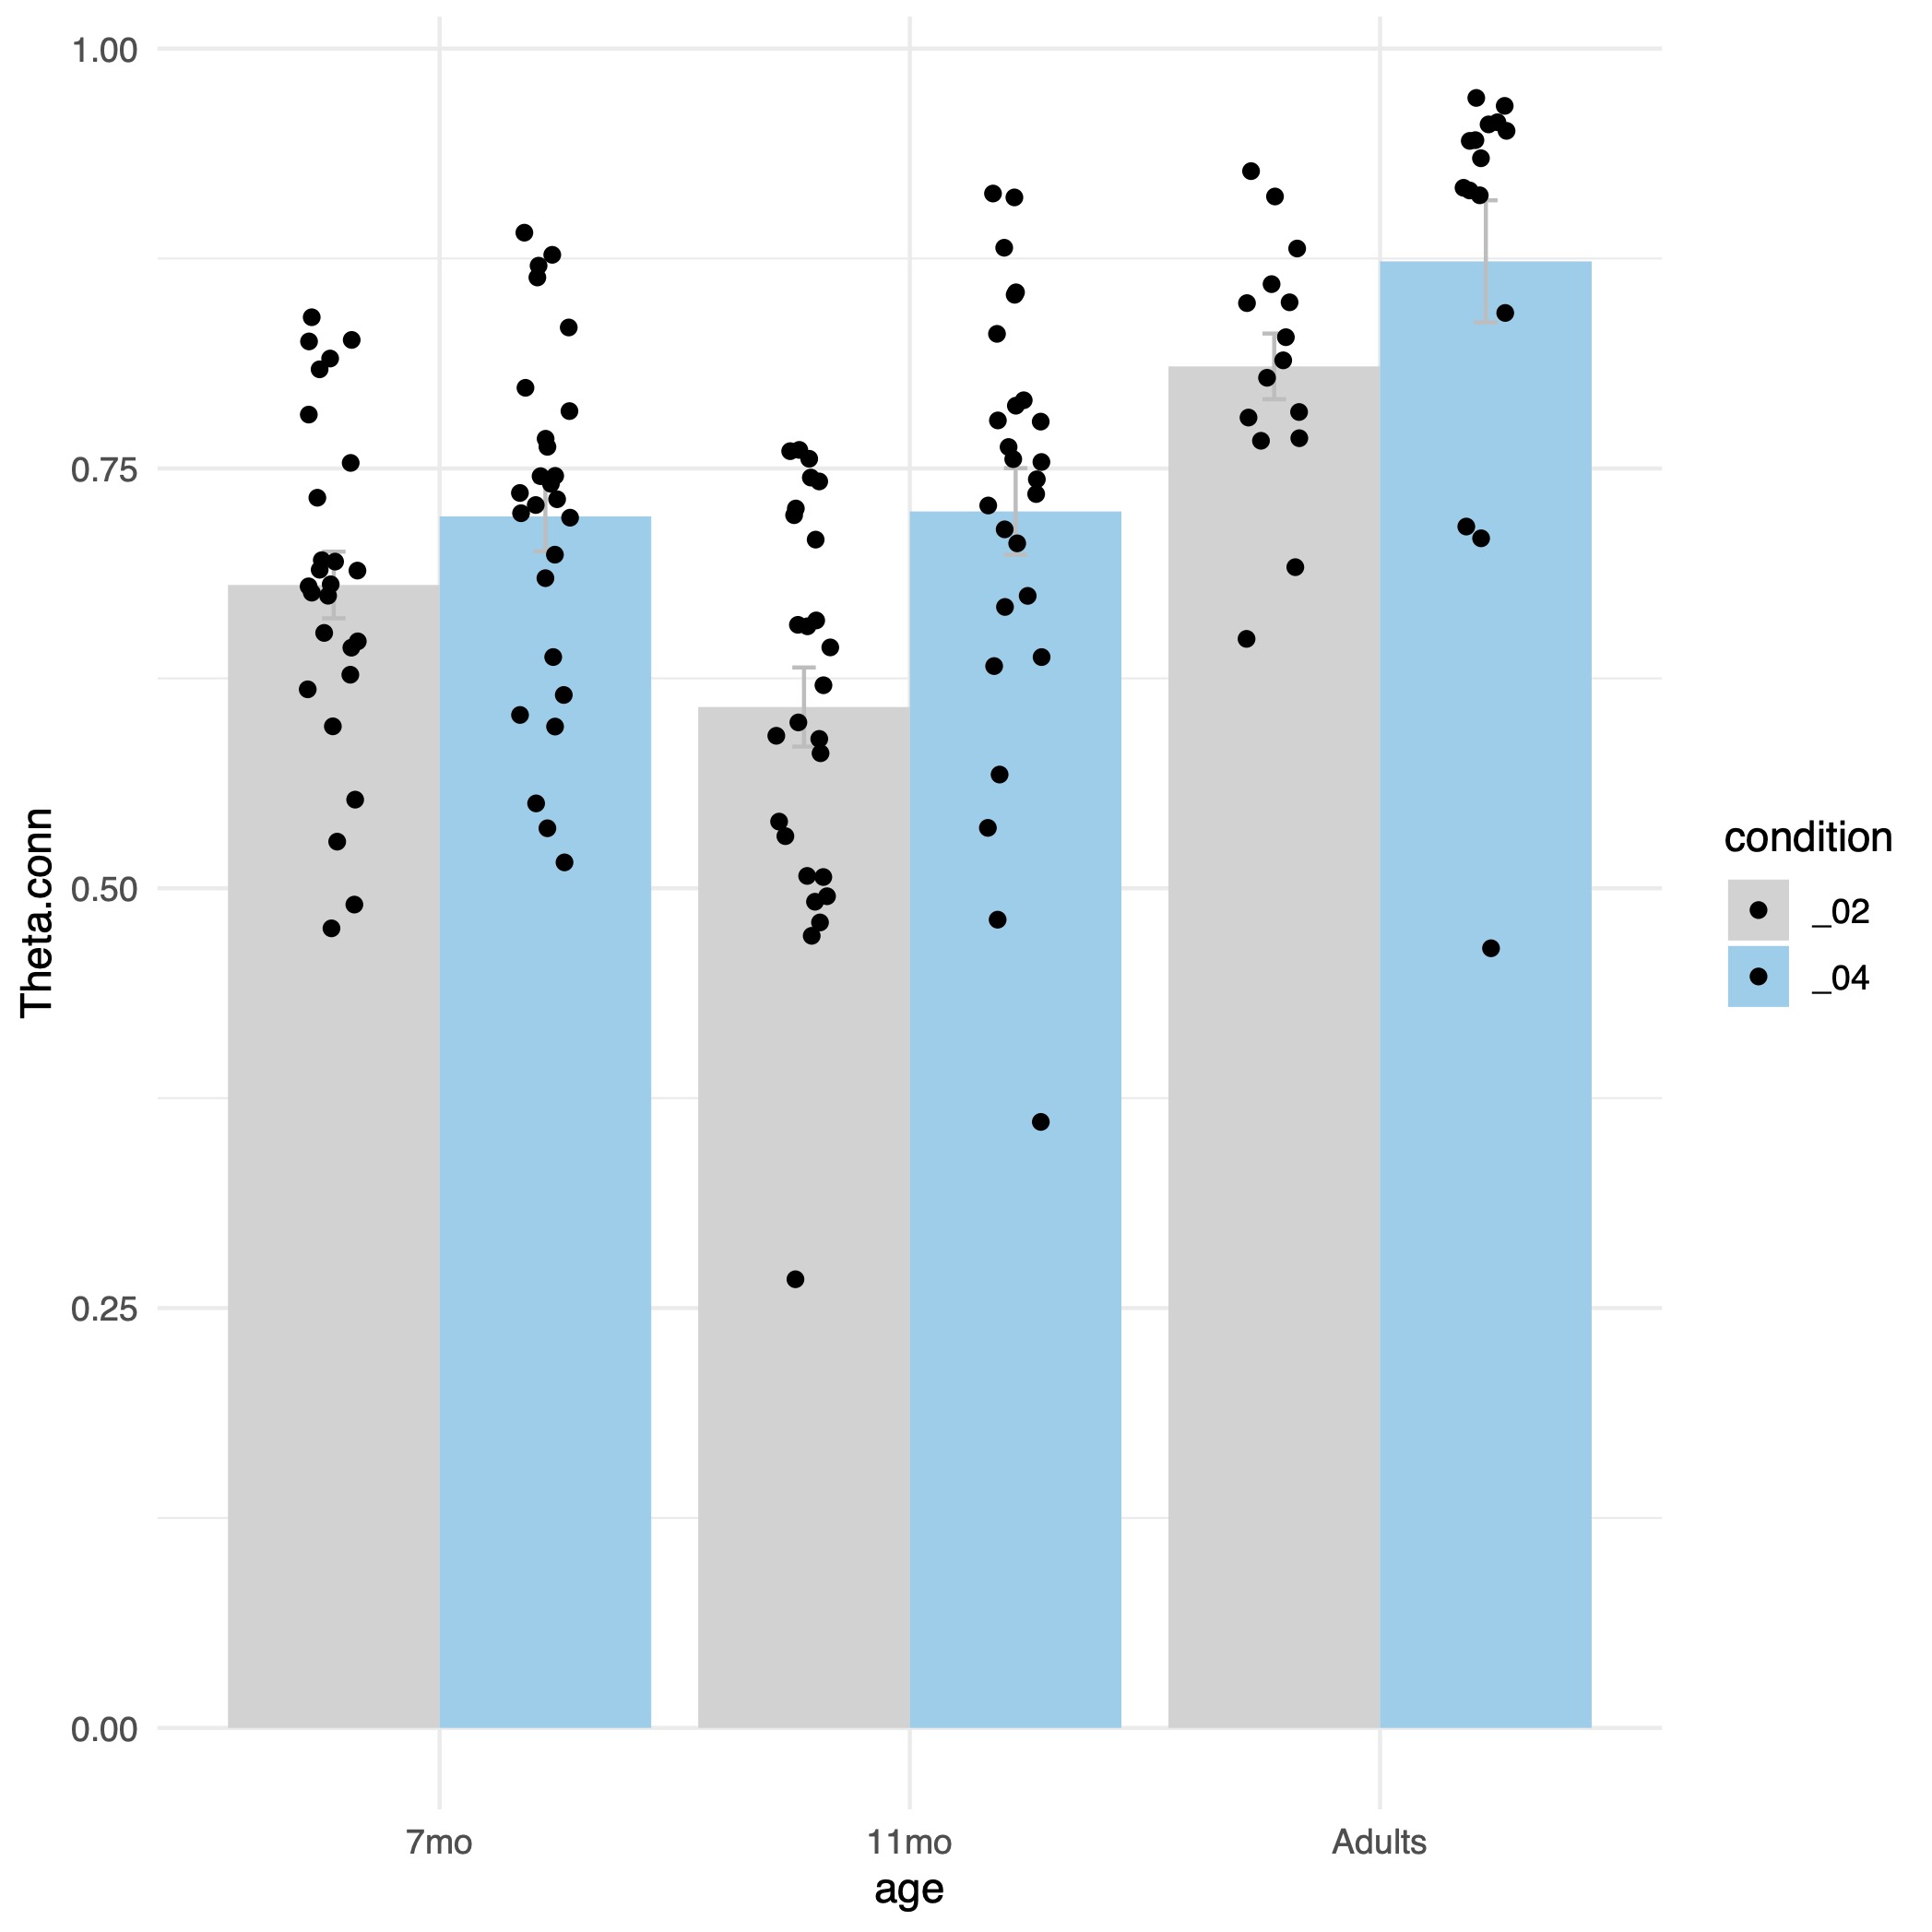 1.00
0.75
0.50
0.25
0.00
Theta.conn
7mo
11mo
Adults
age
condition
_02
_04